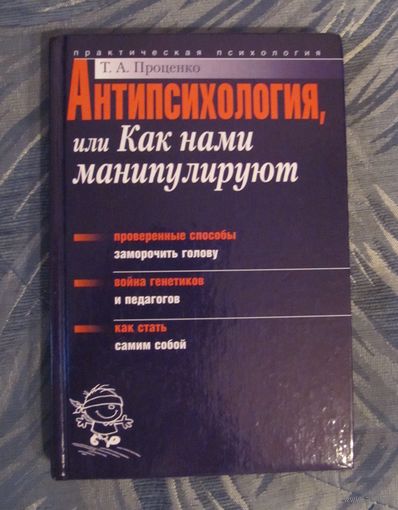 практическая психология
Т. А. Проценко
Антипсихология,
или Как нами
манипулируют
проверенные способы
заморочить голову
война генетиков
и педагогов
как стать
самим собой